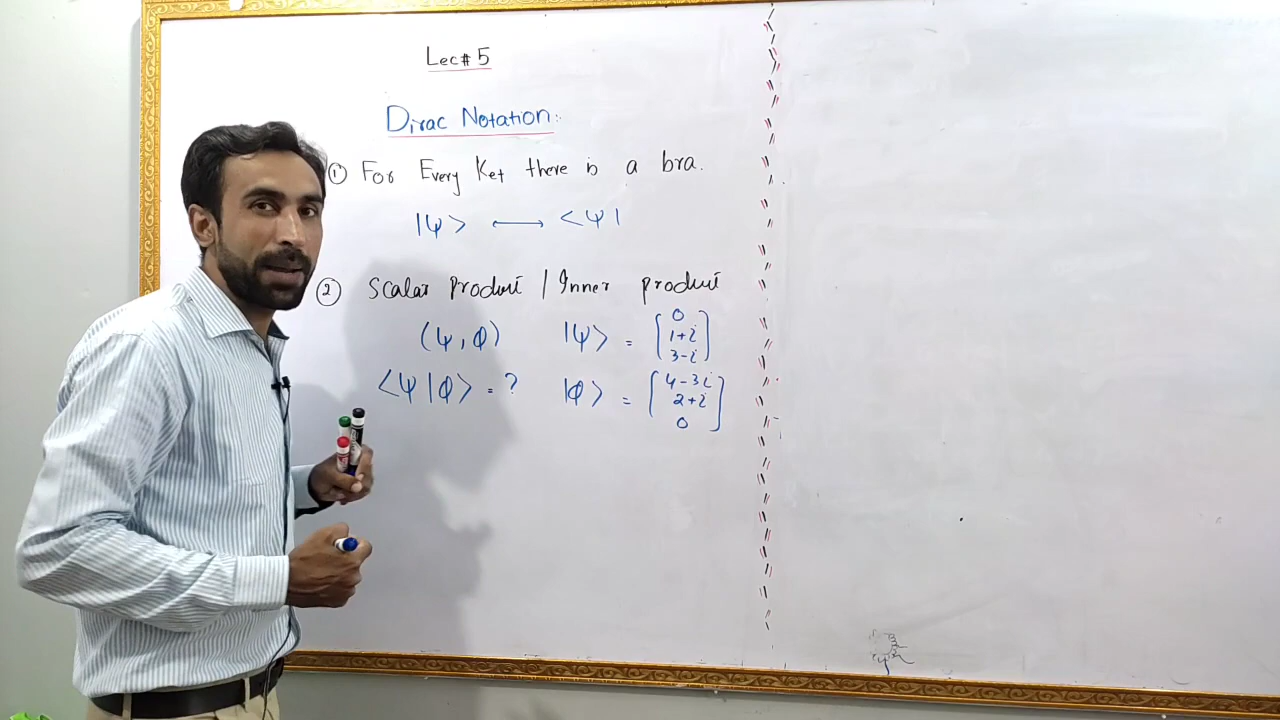 Lec# 5
Dirac Notation:-
① For Every Ket there is a bra.
|ψ> ⟷ <ψ|
② Scalar Product / Inner product
(ψ, φ) |ψ> = [0 1+i 3-i]
<ψ|φ> = ? |φ> = [4-3i 2+i 0]